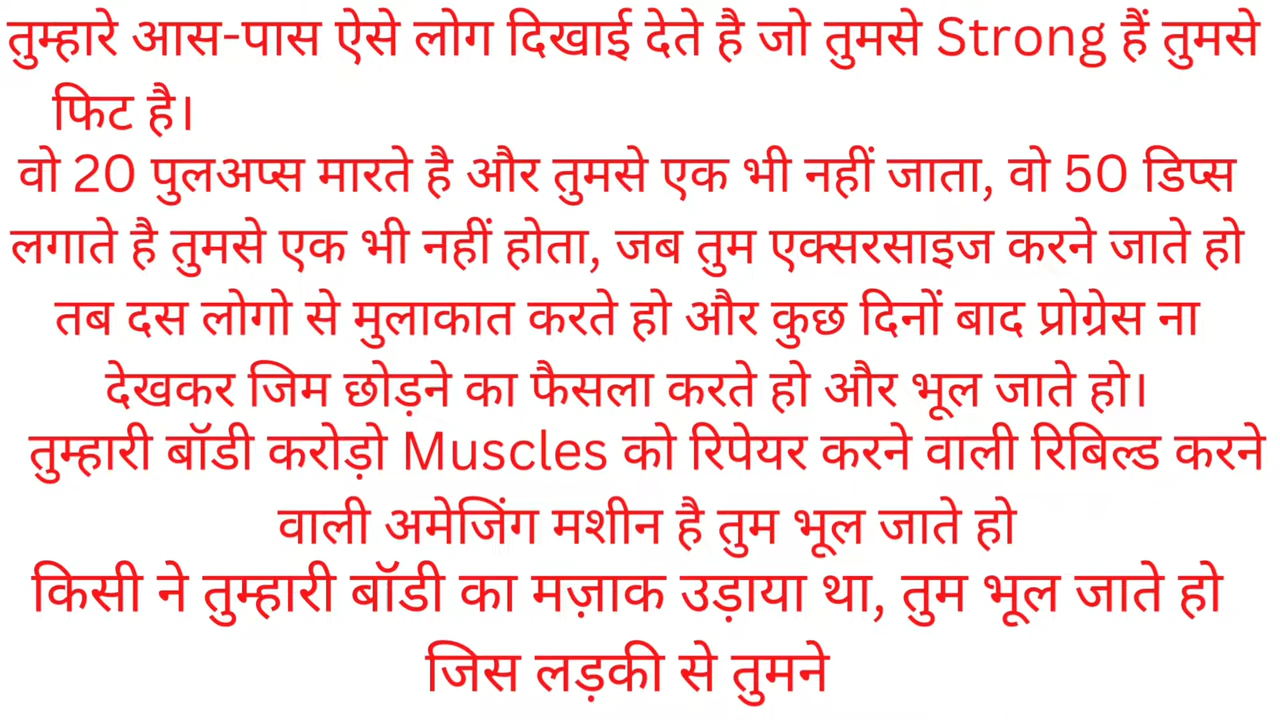 तुम्हारे आस-पास ऐसे लोग दिखाई देते है जो तुमसे Strong हैं तुमसे
फिट है।
वो 20 पुलअप्स मारते है और तुमसे एक भी नहीं जाता, वो 50 डिप्स
लगाते है तुमसे एक भी नहीं होता, जब तुम एक्सरसाइज करने जाते हो
तब दस लोगो से मुलाकात करते हो और कुछ दिनों बाद प्रोग्रेस ना
देखकर जिम छोड़ने का फैसला करते हो और भूल जाते हो।
तुम्हारी बॉडी करोड़ो Muscles को रिपेयर करने वाली रिबिल्ड करने
वाली अमेजिंग मशीन है तुम भूल जाते हो
किसी ने तुम्हारी बॉडी का मज़ाक उड़ाया था, तुम भूल जाते हो
जिस लड़की से तुमने